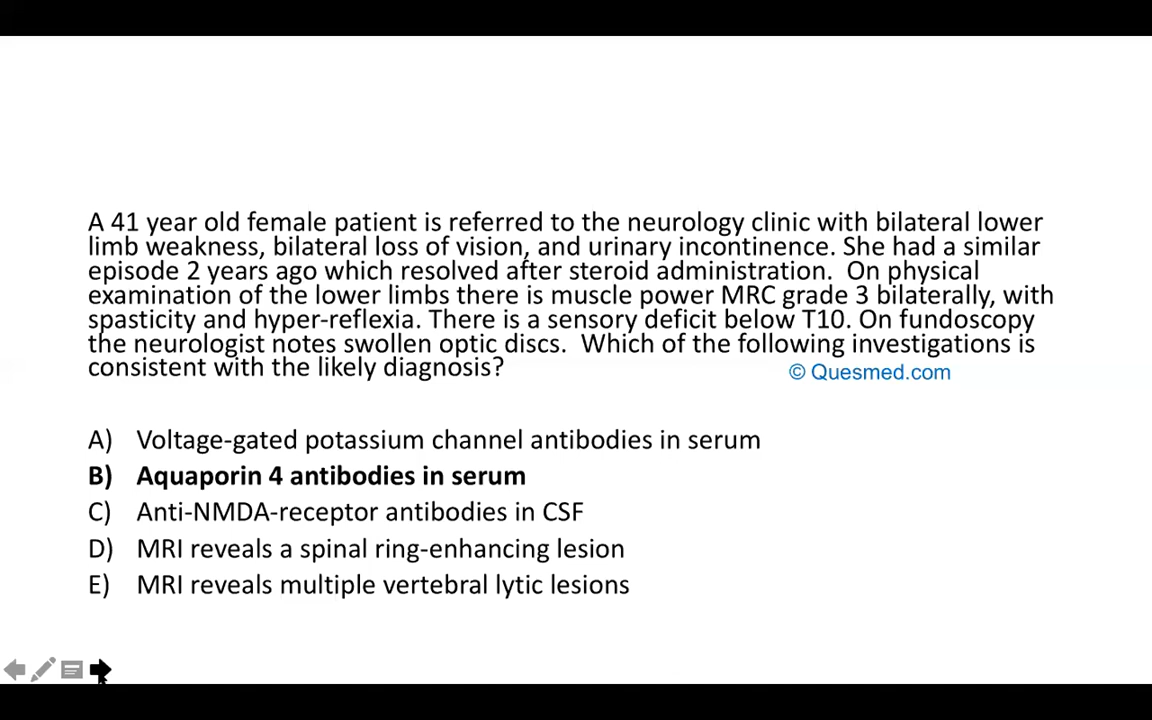 A 41 year old female patient is referred to the neurology clinic with bilateral lower
limb weakness, bilateral loss of vision, and urinary incontinence. She had a similar
episode 2 years ago which resolved after steroid administration.  On physical
examination of the lower limbs there is muscle power MRC grade 3 bilaterally, with
spasticity and hyper-reflexia. There is a sensory deficit below T10. On fundoscopy
the neurologist notes swollen optic discs.  Which of the following investigations is
consistent with the likely diagnosis?
© Quesmed.com
A) Voltage-gated potassium channel antibodies in serum
B) Aquaporin 4 antibodies in serum
C) Anti-NMDA-receptor antibodies in CSF
D) MRI reveals a spinal ring-enhancing lesion
E) MRI reveals multiple vertebral lytic lesions